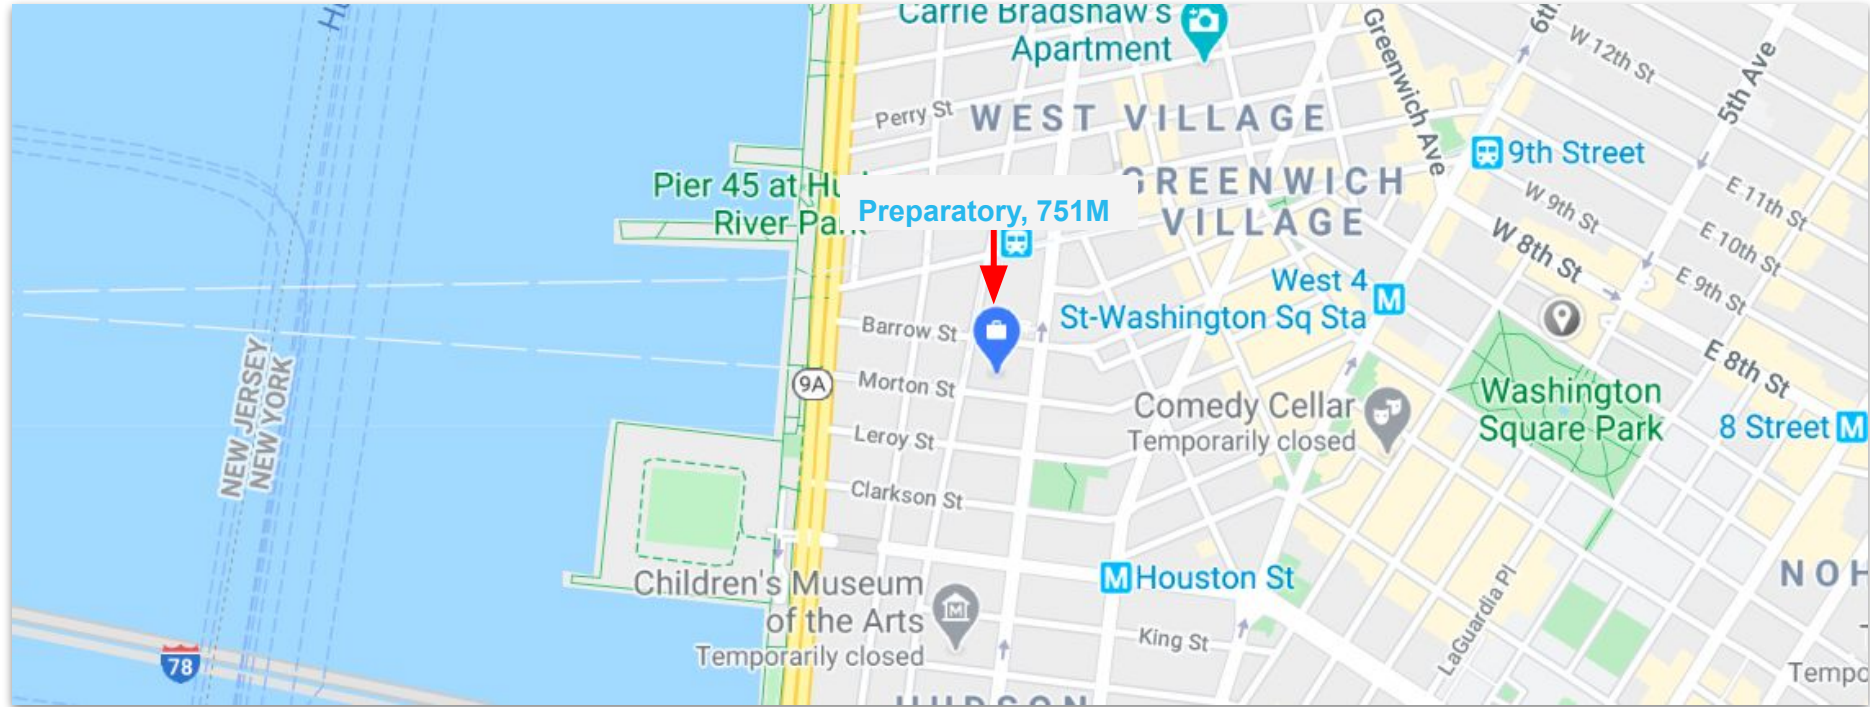 Carrie Bradshaw's
Apartment
Greenwich Ave
6th
W 12th St
5th Ave
Perry St
WEST VILLAGE
9th Street
Pier 45 at
River
GREENWICH
VILLAGE
Preparatory, 751M
W 9th St
E 11th St
E 10th St
W 8th St
E 9th St
West 4
St-Washington Sq Sta
M
Barrow St
NEW JERSEY
NEW YORK
9A
Morton St
E 8th St
Comedy Cellar
Temporarily closed
Washington
Square Park
8 Street M
Leroy St
Clarkson St
M Houston St
Children's Museum
of the Arts
Temporarily closed
M
King St
LaGuardia Pl
NOH
78
Tempo
HUDSON